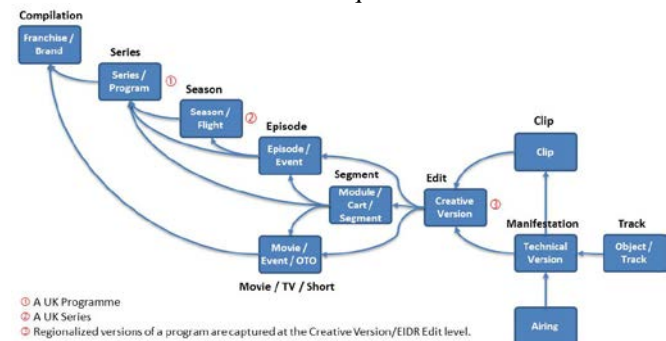 Compilation
Franchise /
Brand
Series
Series /
Program
①
Season
Season /
Flight
②
Episode
Episode /
Event
Segment
Module /
Cart /
Segment
Movie /
Event / OTO
Movie / TV / Short
Edit
Creative
Version
③
Clip
Clip
Manifestation
Technical
Version
Track
Object /
Track
Airing
① A UK Programme
② A UK Series
③ Regionalized versions of a program are captured at the Creative Version/EIDR Edit level.